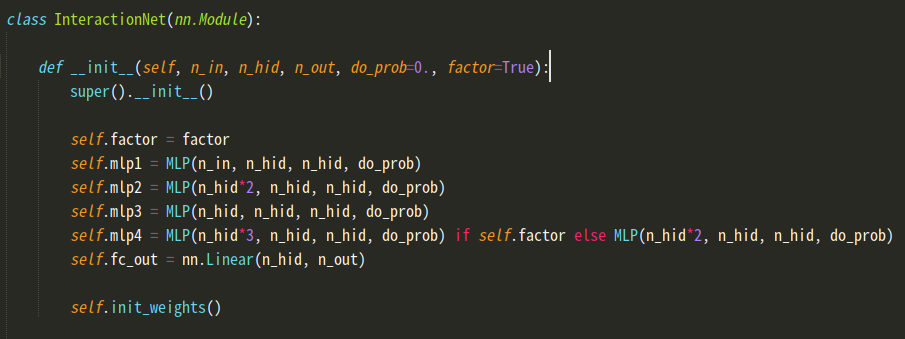 class InteractionNet(nn.Module):
def __init__(self, n_in, n_hid, n_out, do_prob=0., factor=True):
super().__init__()
self.factor = factor
self.mlp1 = MLP(n_in, n_hid, n_hid, do_prob)
self.mlp2 = MLP(n_hid*2, n_hid, n_hid, do_prob)
self.mlp3 = MLP(n_hid, n_hid, n_hid, do_prob)
self.mlp4 = MLP(n_hid*3, n_hid, n_hid, do_prob) if self.factor else MLP(n_hid*2, n_hid, n_hid, do_prob)
self.fc_out = nn.Linear(n_hid, n_out)
self.init_weights()